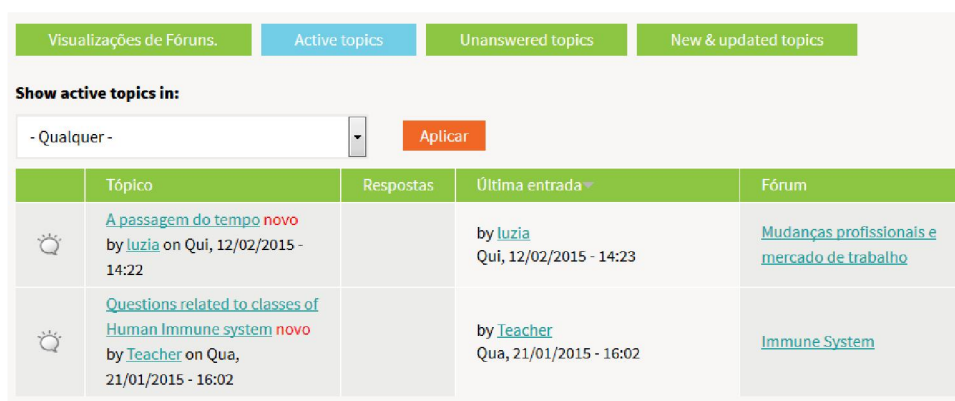 Visualizações de Fóruns. Active topics Unanswered topics New & updated topics
Show active topics in:
- Qualquer - Aplicar
Tópico Respostas Última entrada Fórum
A passagem do tempo novo
by luzia on Qui, 12/02/2015 -
14:22
by luzia
Qui, 12/02/2015 - 14:23
Mudanças profissionais e
mercado de trabalho
Questions related to classes of
Human Immune system novo
by Teacher on Qua,
21/01/2015 - 16:02
by Teacher
Qua, 21/01/2015 - 16:02
Immune System